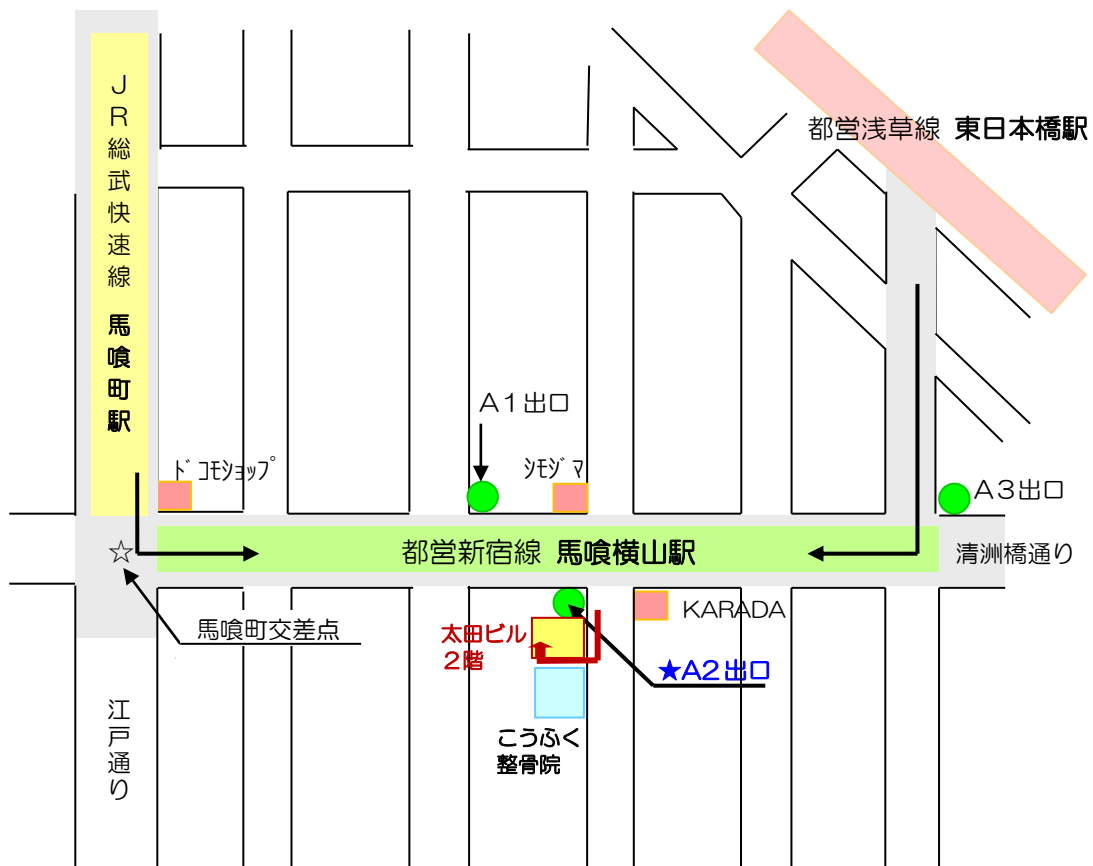 JR総武快速線 馬喰町駅
都営浅草線 東日本橋駅
A1出口
ﾄﾞｺﾓｼｮｯﾌﾟ
ｼﾓｼﾞﾏ
A3出口
☆
都営新宿線 馬喰横山駅
清洲橋通り
馬喰町交差点
太田ビル
2階
KARADA
★A2出口
こうふく
整骨院
江戸通り